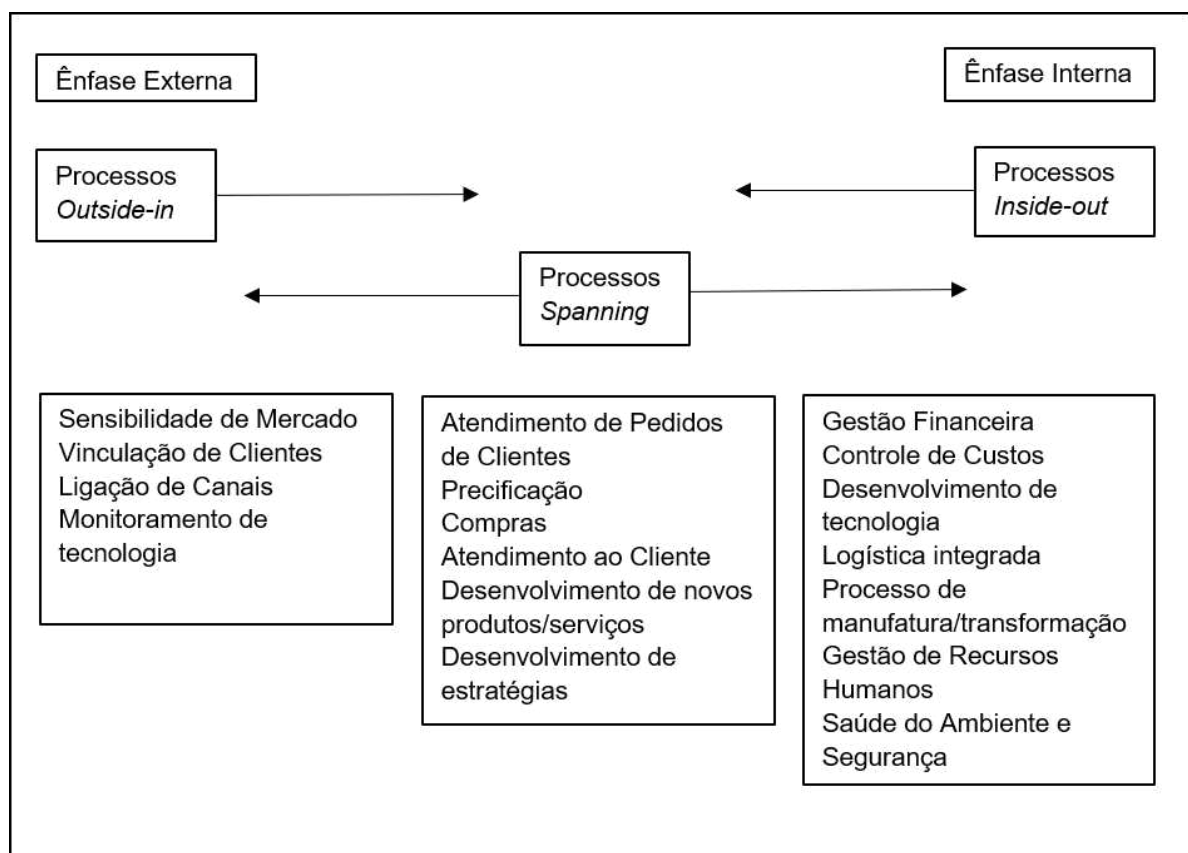 Ênfase Externa
Ênfase Interna
Processos
Outside-in
Processos
Inside-out
Processos
Spanning
Sensibilidade de Mercado
Vinculação de Clientes
Ligação de Canais
Monitoramento de
tecnologia
Atendimento de Pedidos
de Clientes
Precificação
Compras
Atendimento ao Cliente
Desenvolvimento de novos
produtos/serviços
Desenvolvimento de
estratégias
Gestão Financeira
Controle de Custos
Desenvolvimento de
tecnologia
Logística integrada
Processo de
manufatura/transformação
Gestão de Recursos
Humanos
Saúde do Ambiente e
Segurança